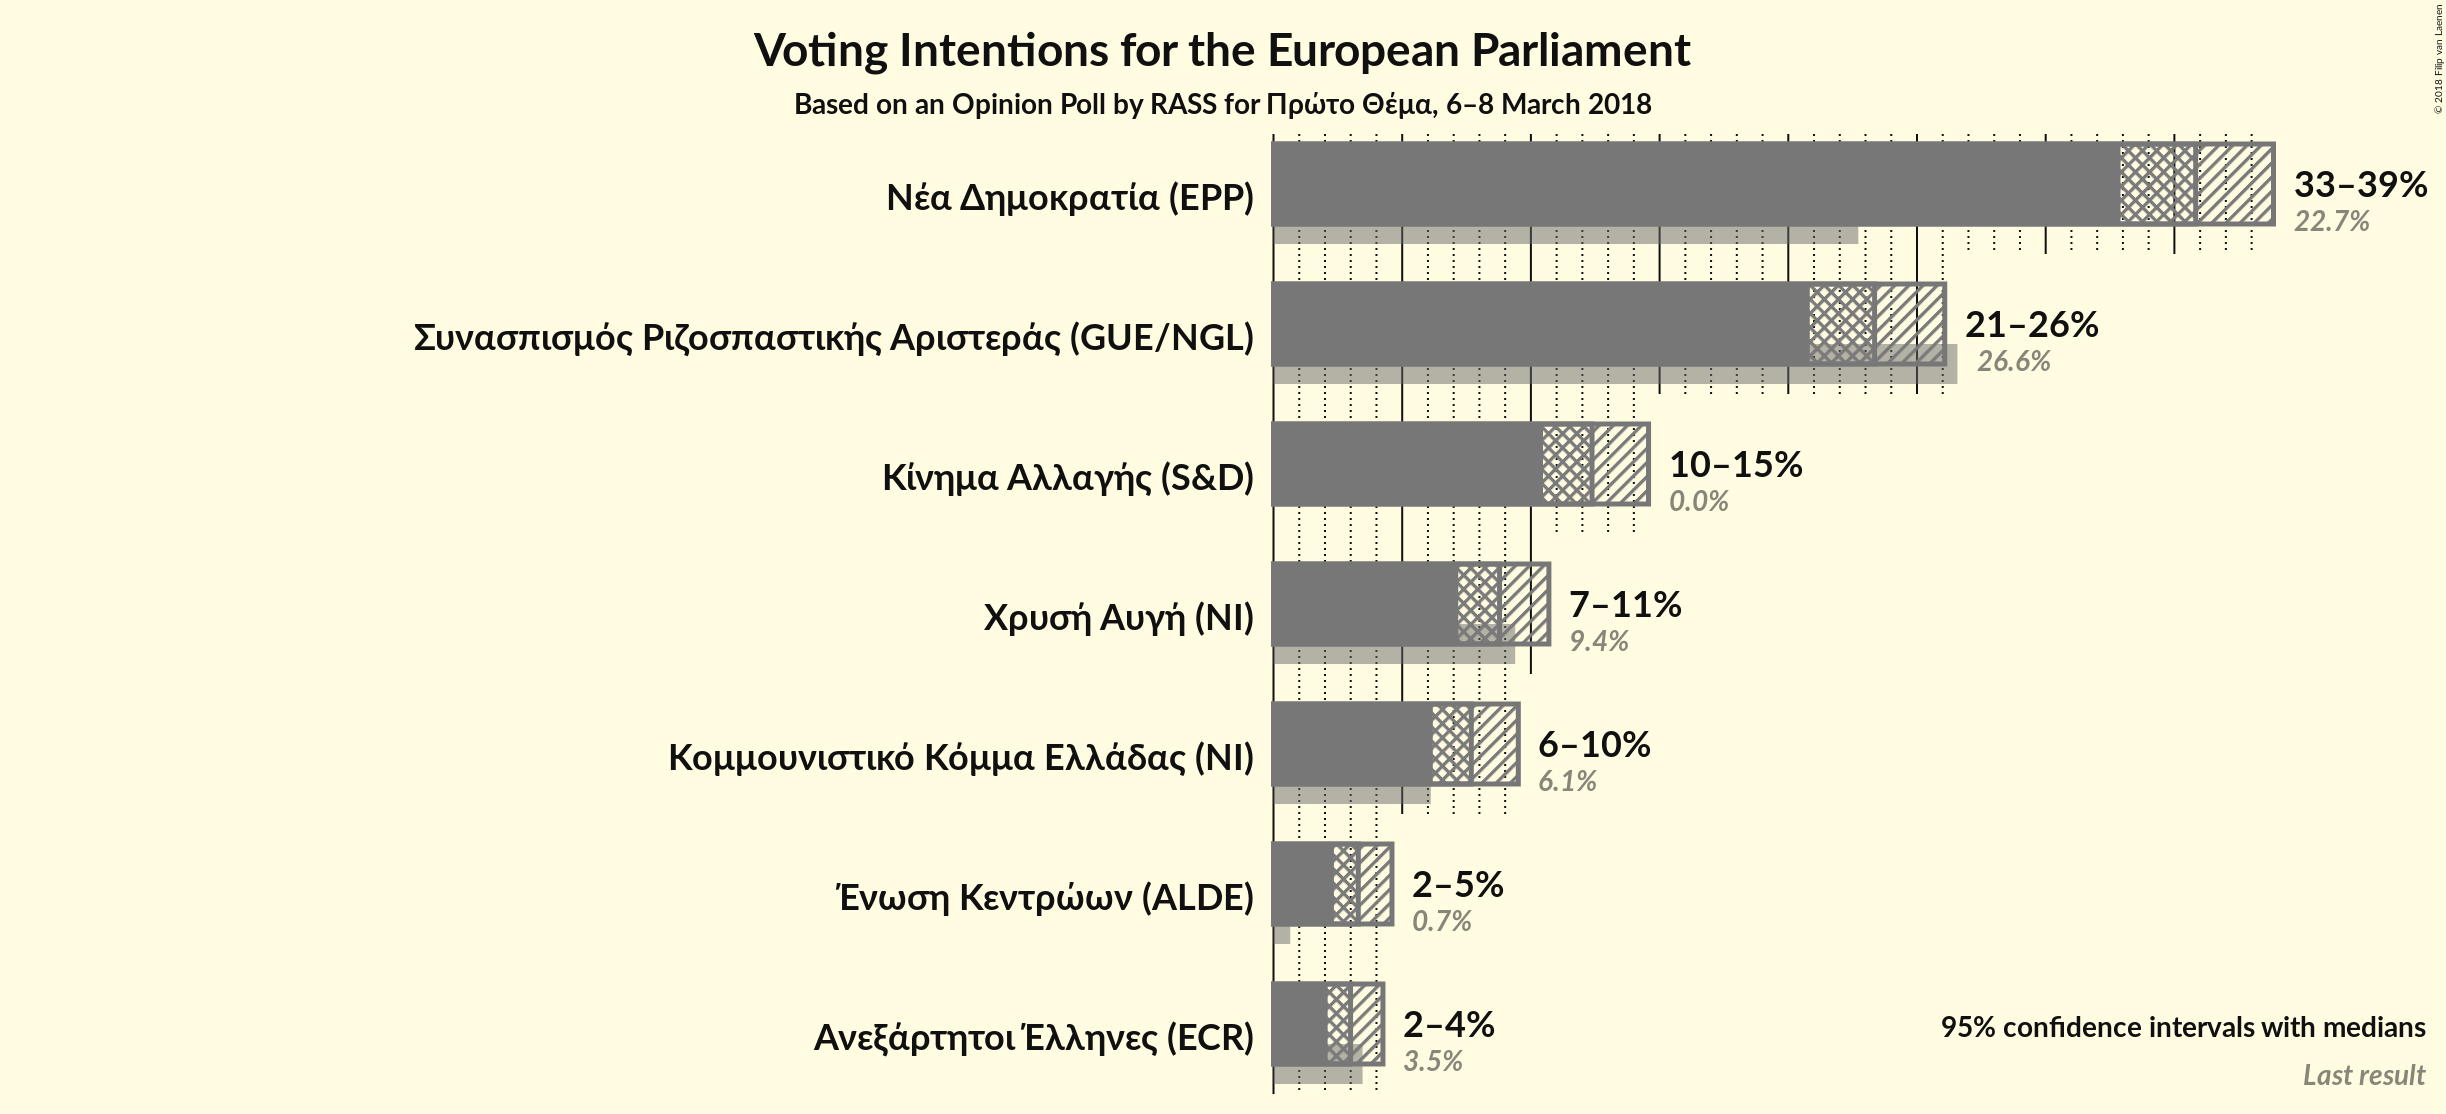 Voting Intentions for the European Parliament
Based on an Opinion Poll by RASS for Πρώτο Θέμα, 6–8 March 2018
© 2018 Filip van Laenen
Νέα Δημοκρατία (EPP)
33–39%
22.7%
Συνασπισμός Ριζοσπαστικής Αριστεράς (GUE/NGL)
21–26%
26.6%
Κίνημα Αλλαγής (S&D)
10–15%
0.0%
Χρυσή Αυγή (NI)
7–11%
9.4%
Κομμουνιστικό Κόμμα Ελλάδας (NI)
6–10%
6.1%
Ένωση Κεντρώων (ALDE)
2–5%
0.7%
Ανεξάρτητοι Έλληνες (ECR)
2–4%
3.5%
95% confidence intervals with medians
Last result